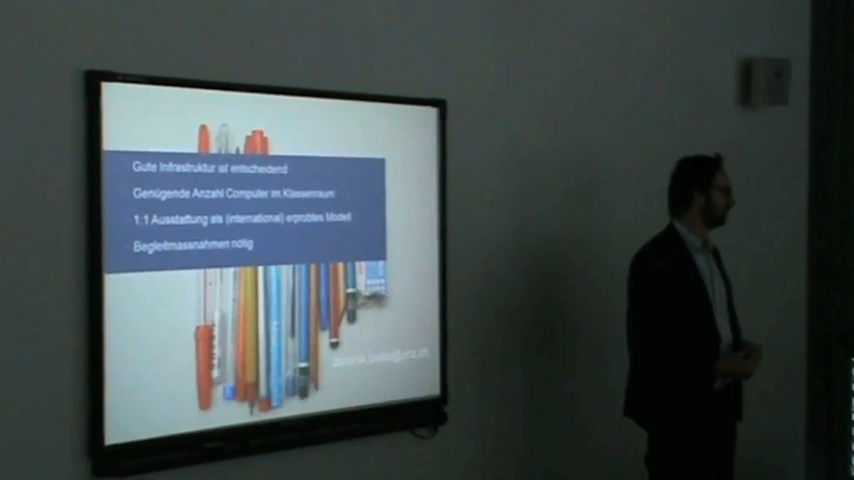 Gute Infrastruktur ist entscheidend
Genügende Anzahl Computer im Klassenraum
1:1 Ausstattung als (international) erprobtes Modell
Begleitmassnahmen nötig